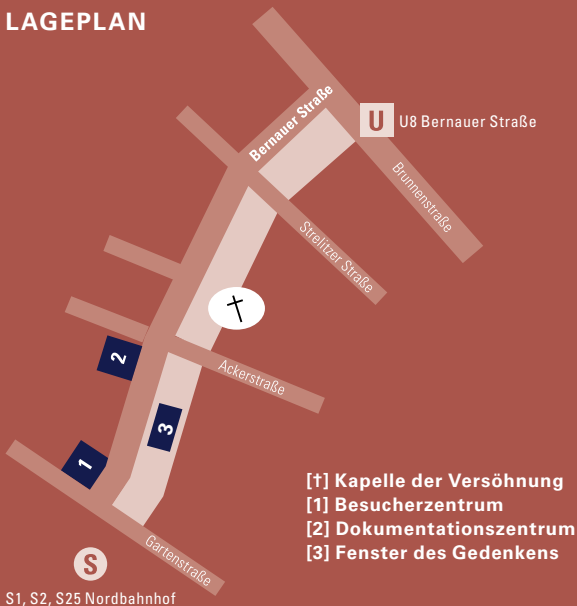 LAGEPLAN
Bernauer Straße
U
U8 Bernauer Straße
Brunnenstraße
Strelitzer Straße
†
2
Ackerstraße
3
1
[†] Kapelle der Versöhnung
[1] Besucherzentrum
[2] Dokumentationszentrum
[3] Fenster des Gedenkens
Gartenstraße
S
S1, S2, S25 Nordbahnhof